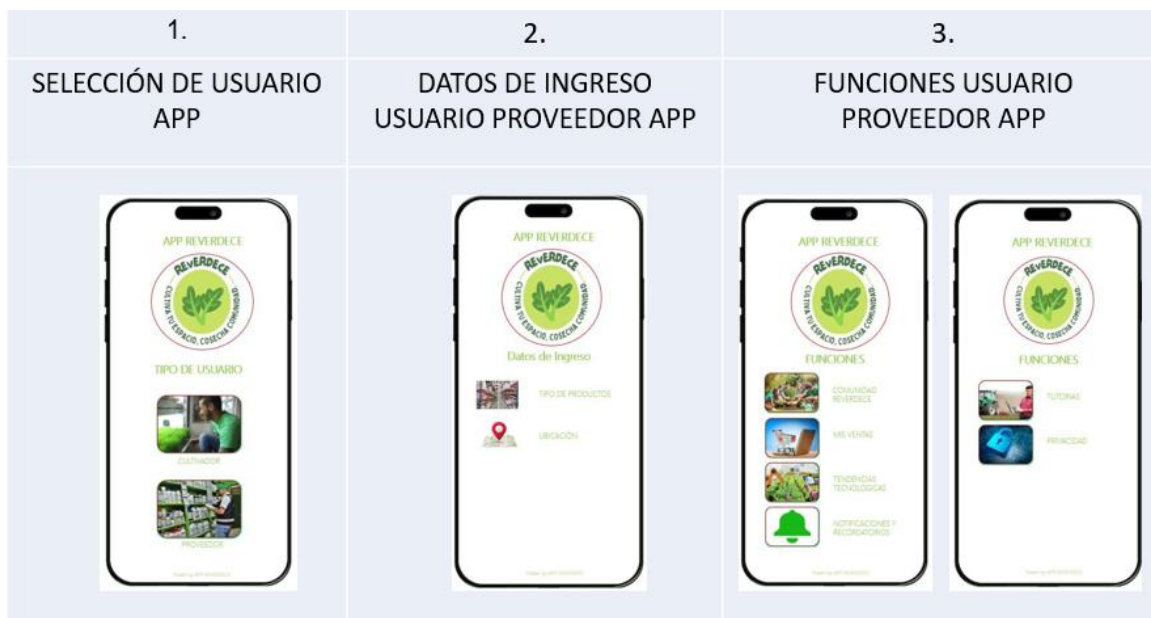 1.
2.
3.
SELECCIÓN DE USUARIO
APP
DATOS DE INGRESO
USUARIO PROVEEDOR APP
FUNCIONES USUARIO
PROVEEDOR APP
APP REVERDECE
REVERDECE
CULTIVA TU ESPACIO, COSECHA COMUNIDAD.
TIPO DE USUARIO
CULTIVADOR
PROVEEDOR
APP REVERDECE
REVERDECE
CULTIVA TU ESPACIO, COSECHA COMUNIDAD.
Datos de Ingreso
TIPO DE PRODUCTOS
UBICACIÓN
APP REVERDECE
REVERDECE
CULTIVA TU ESPACIO, COSECHA COMUNIDAD.
FUNCIONES
COMUNIDAD
REVERDECE
MIS VENTAS
TENDENCIAS
TECNOLÓGICAS
NOTIFICACIONES Y
RECORDATORIOS
APP REVERDECE
REVERDECE
CULTIVA TU ESPACIO, COSECHA COMUNIDAD.
FUNCIONES
TUTORIAS
PRIVACIDAD